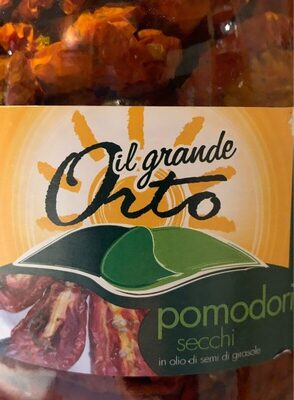 il grande
Orto
pomodori
secchi
in olio di semi di girasole